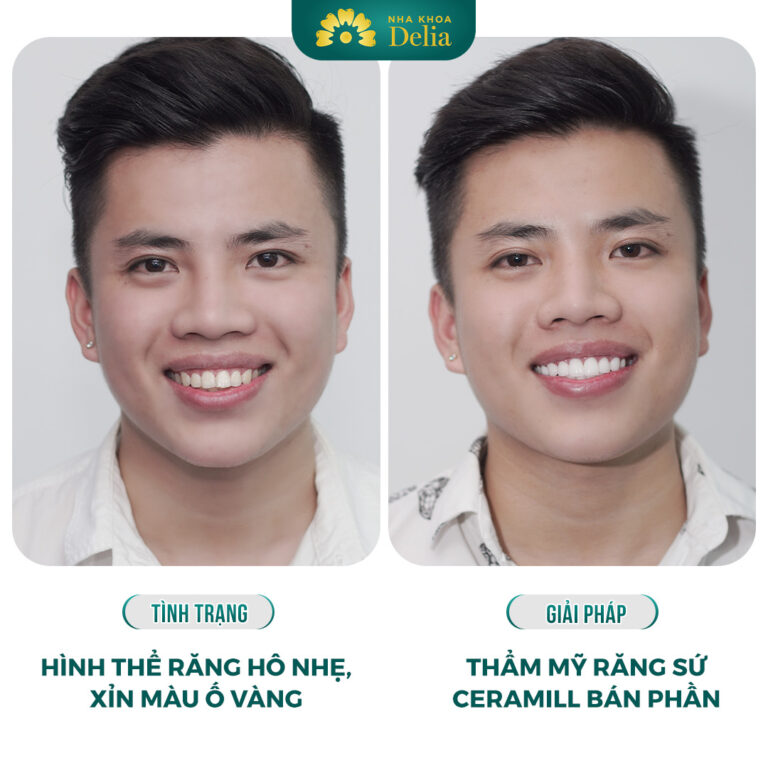 NHA KHOA
Delia
TÌNH TRẠNG
HÌNH THỂ RĂNG HÔ NHẸ,
XỈN MÀU Ố VÀNG
GIẢI PHÁP
THẨM MỸ RĂNG SỨ
CERAMILL BÁN PHẦN